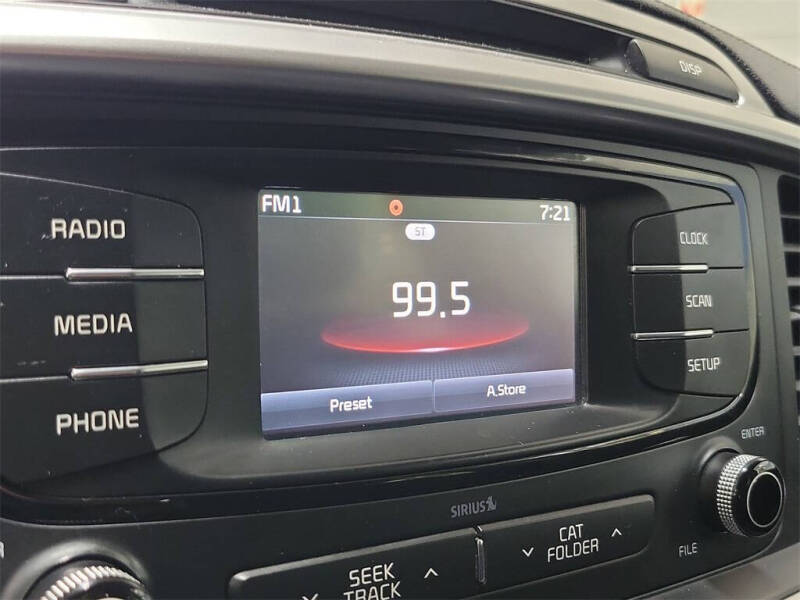 DISP
RADIO
MEDIA
PHONE
FM1 7:21
ST
99.5
Preset A.Store
CLOCK
SCAN
SETUP
ENTER
FILE
SIRIUS
CAT
FOLDER
SEEK
TRACK